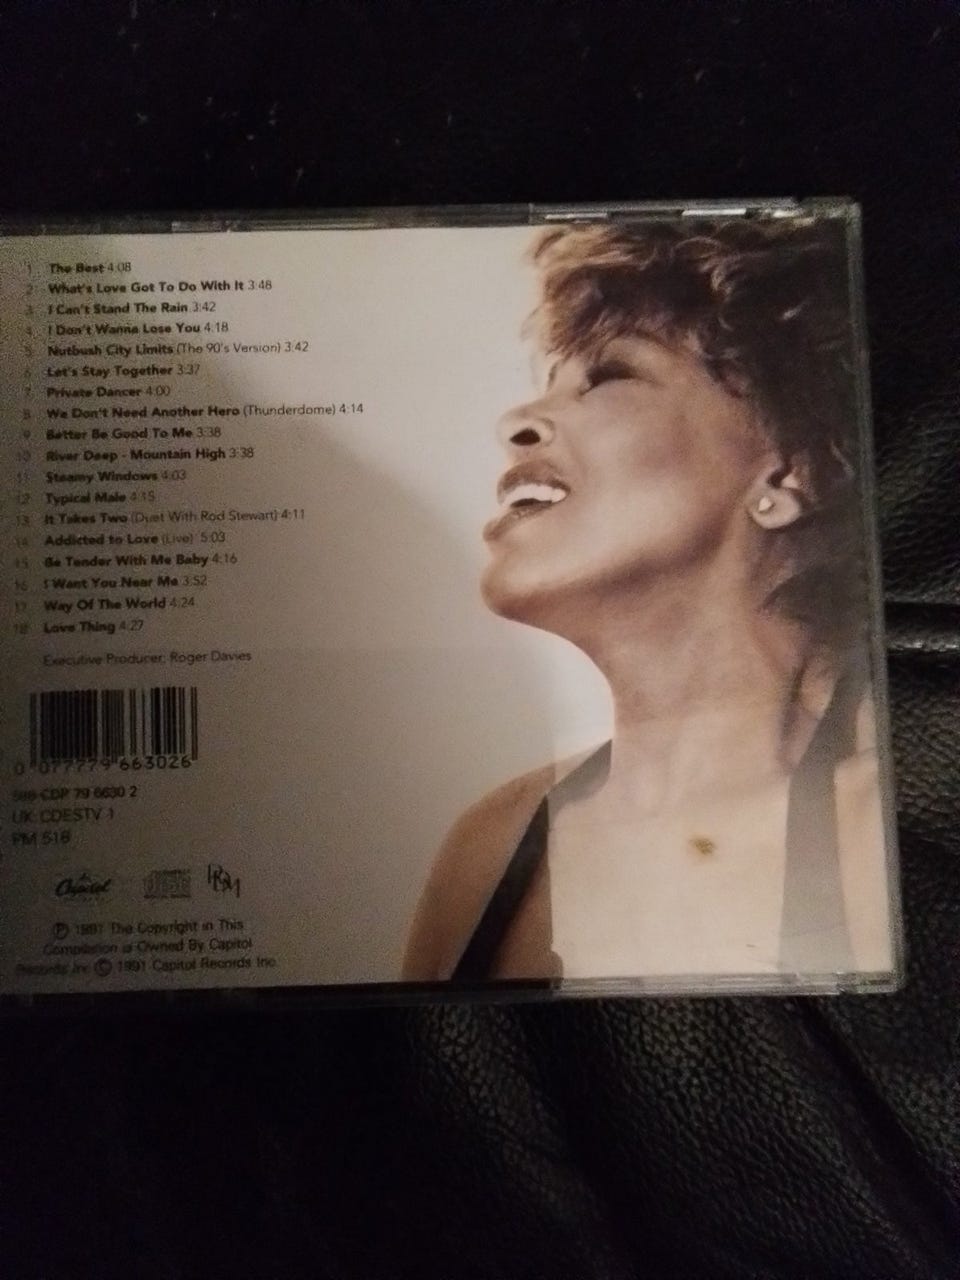 1 The Best 4:08
2 What's Love Got To Do With It 3:48
3 I Can't Stand The Rain 3:42
4 I Don't Wanna Lose You 4:18
5 Nutbush City Limits (The 90's Version) 3:42
6 Let's Stay Together 3:37
7 Private Dancer 4:00
8 We Don't Need Another Hero (Thunderdome) 4:14
9 Better Be Good To Me 3:38
10 River Deep - Mountain High 3:38
11 Steamy Windows 4:03
12 Typical Male 4:15
13 It Takes Two (Duet With Rod Stewart) 4:11
14 Addicted to Love (Live) 5:03
15 Be Tender With Me Baby 4:16
16 I Want You Near Me 3:52
17 Way Of The World 4:24
18 Love Thing 4:27
Executive Producer: Roger Davies
0 077779 663026
CDP 79 6630 2
UK: CDESTV 1
PM 518
Capitol
COMPACT disc
℗ 1991 The Copyright in This
Compilation is Owned By Capitol
Records Inc © 1991 Capitol Records Inc.